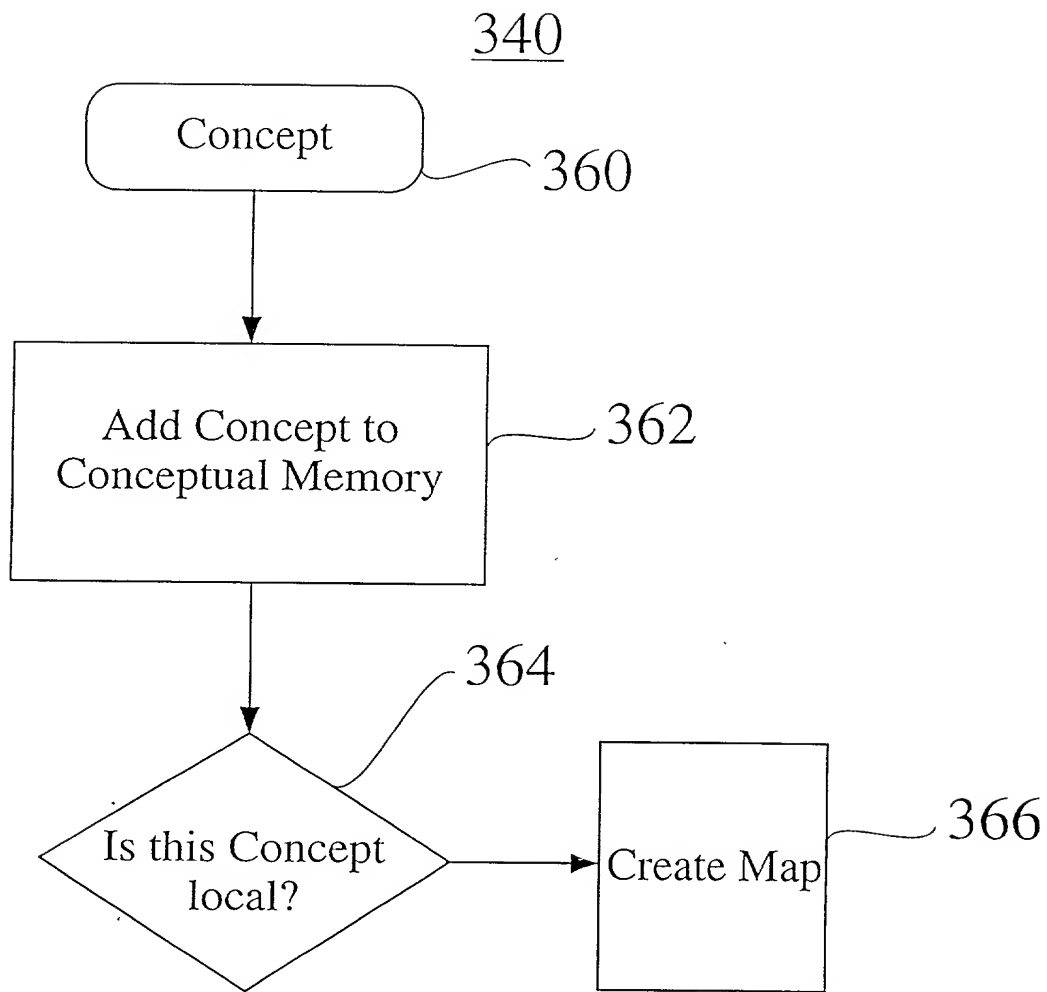 340
Concept
360
Add Concept to
Conceptual Memory
362
364
Is this Concept
local?
Create Map
366